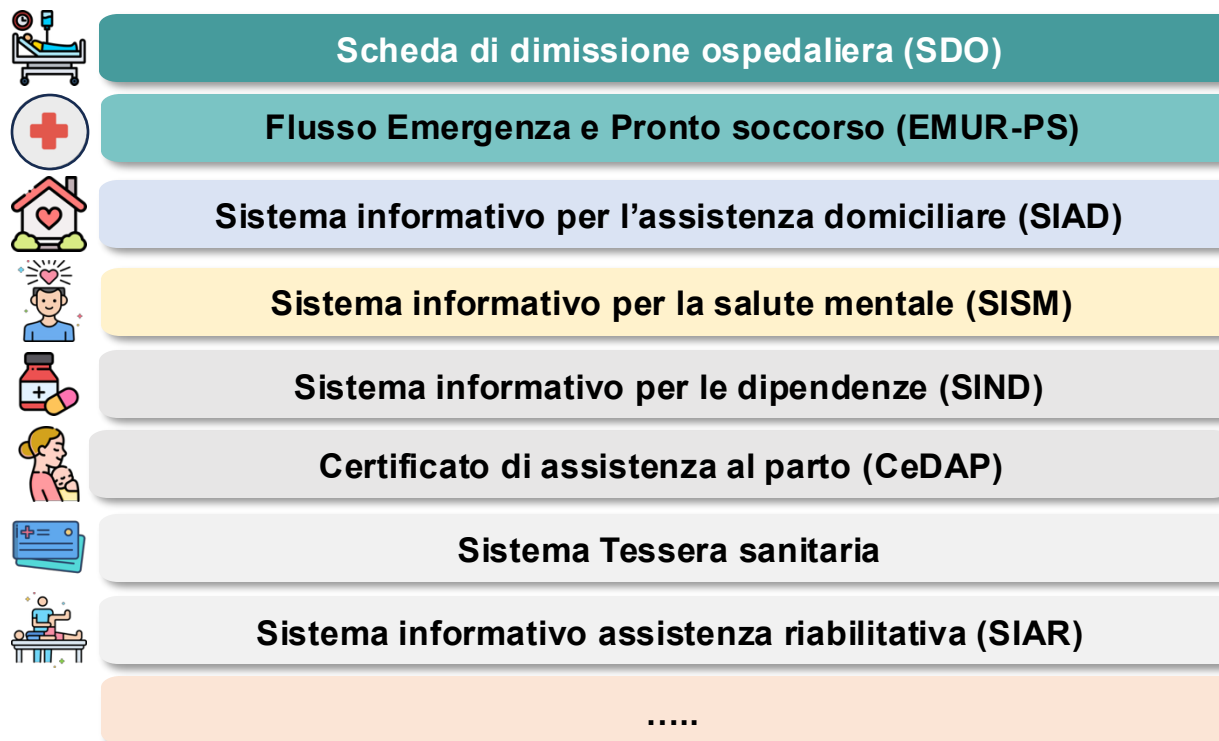 Scheda di dimissione ospedaliera (SDO)
Flusso Emergenza e Pronto soccorso (EMUR-PS)
Sistema informativo per l’assistenza domiciliare (SIAD)
Sistema informativo per la salute mentale (SISM)
Sistema informativo per le dipendenze (SIND)
Certificato di assistenza al parto (CeDAP)
Sistema Tessera sanitaria
Sistema informativo assistenza riabilitativa (SIAR)
…..